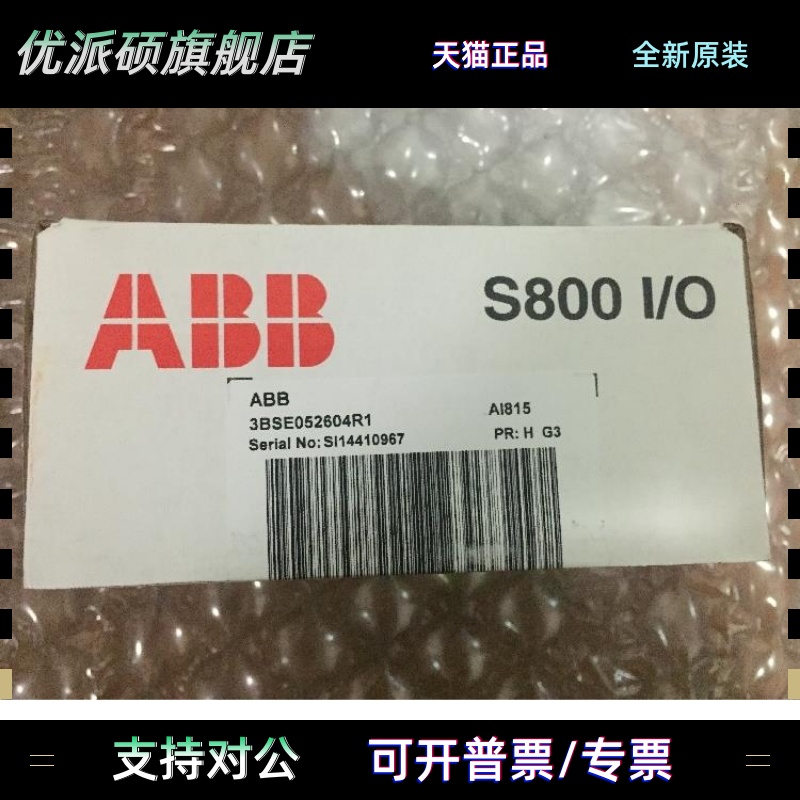 优派硕旗舰店
天猫正品
全新原装
ABB
S800 I/O
ABB
3BSE052604R1
AI815
Serial No: SI14410967
PR: H G3
支持对公
可开普票/专票